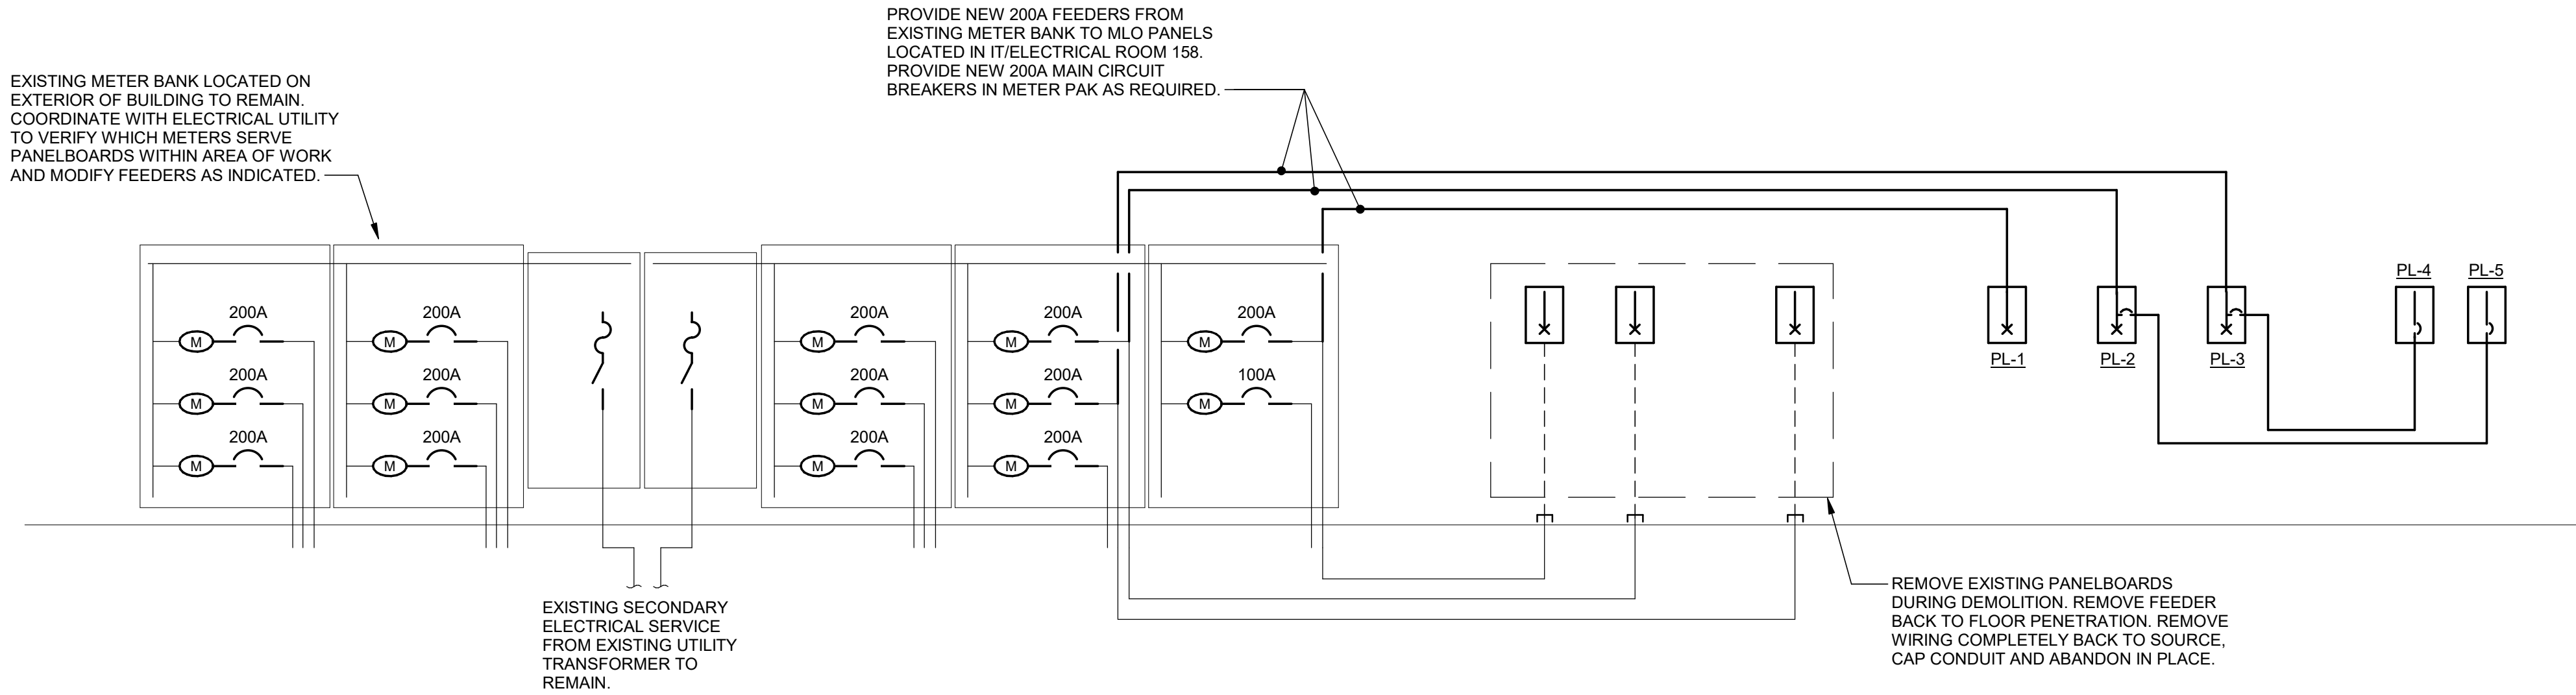 PROVIDE NEW 200A FEEDERS FROM
EXISTING METER BANK TO MLO PANELS
LOCATED IN IT/ELECTRICAL ROOM 158.
PROVIDE NEW 200A MAIN CIRCUIT
BREAKERS IN METER PAK AS REQUIRED.
EXISTING METER BANK LOCATED ON
EXTERIOR OF BUILDING TO REMAIN.
COORDINATE WITH ELECTRICAL UTILITY
TO VERIFY WHICH METERS SERVE
PANELBOARDS WITHIN AREA OF WORK
AND MODIFY FEEDERS AS INDICATED.
PL-4 PL-5
200A 200A 200A 200A 200A
M M M M M
PL-1 PL-2 PL-3
200A 200A 200A 200A 100A
M M M M M
200A 200A 200A 200A
M M M M
EXISTING SECONDARY
ELECTRICAL SERVICE
FROM EXISTING UTILITY
TRANSFORMER TO
REMAIN.
REMOVE EXISTING PANELBOARDS
DURING DEMOLITION. REMOVE FEEDER
BACK TO FLOOR PENETRATION. REMOVE
WIRING COMPLETELY BACK TO SOURCE,
CAP CONDUIT AND ABANDON IN PLACE.